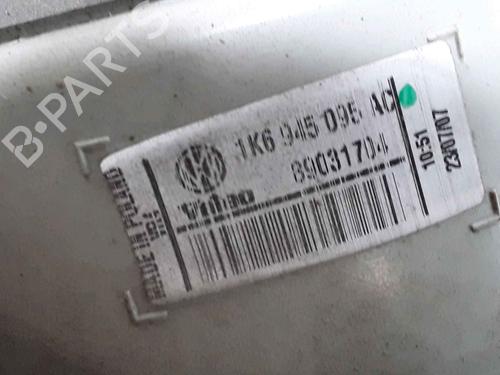 B-PARTS
1K6 945 095 AC
89031704
Valeo
MADE IN POLAND
10:51
23/07/07